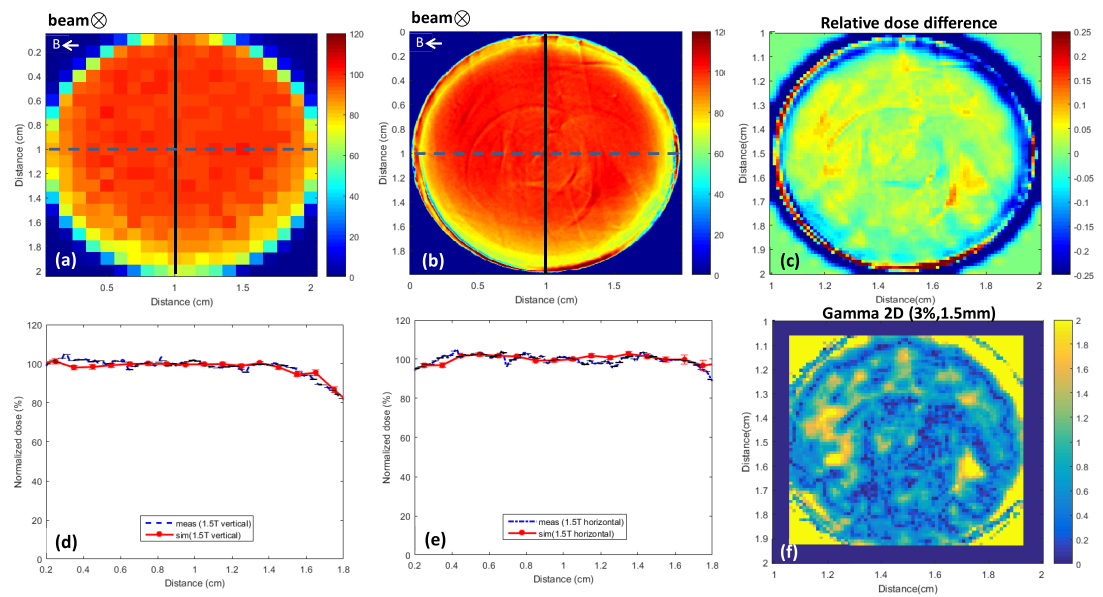 beam⊗
B
(a)
0.2
0.4
0.6
0.8
1
1.2
1.4
1.6
1.8
2
Distance (cm)
0.5 1 1.5 2
Distance (cm)
120
100
80
60
40
20
0
beam⊗
B
(b)
0
0.2
0.4
0.6
0.8
1
1.2
1.4
1.6
1.8
2
Distance (cm)
0 0.5 1 1.5
Distance (cm)
12
100
80
60
40
20
0
Relative dose difference
(c)
1
1.1
1.2
1.3
1.4
1.5
1.6
1.7
1.8
1.9
2
Distance(cm)
1 1.2 1.4 1.6 1.8 2
Distance(cm)
0.25
0.2
0.15
0.1
0.05
0
-0.05
-0.1
-0.15
-0.2
-0.25
120
100
80
60
40
20
0
Normalized dose (%)
meas (1.5T vertical)
sim(1.5T vertical)
(d)
0.2 0.4 0.6 0.8 1 1.2 1.4 1.6 1.8
Distance (cm)
120
100
80
60
40
20
0
Normalized dose (%)
meas (1.5T horizontal)
sim(1.5T horizontal)
(e)
0.2 0.4 0.6 0.8 1 1.2 1.4 1.6 1.8
Distance (cm)
Gamma 2D (3%,1.5mm)
(f)
1
1.1
1.2
1.3
1.4
1.5
1.6
1.7
1.8
1.9
2
Distance(cm)
1 1.2 1.4 1.6 1.8 2
Distance(cm)
2
1.8
1.6
1.4
1.2
1
0.8
0.6
0.4
0.2
0